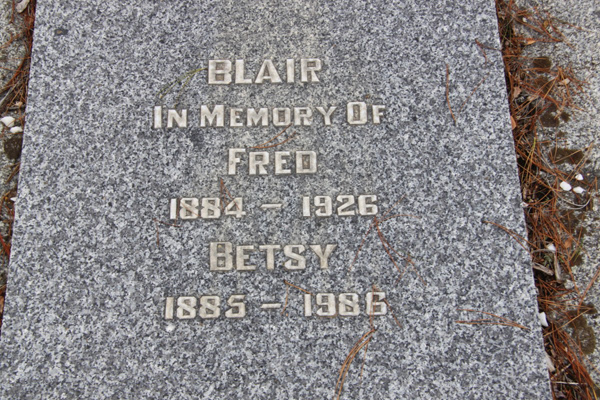 BLAIR
IN MEMORY OF
FRED
1884 - 1926
BETSY
1885 - 1986